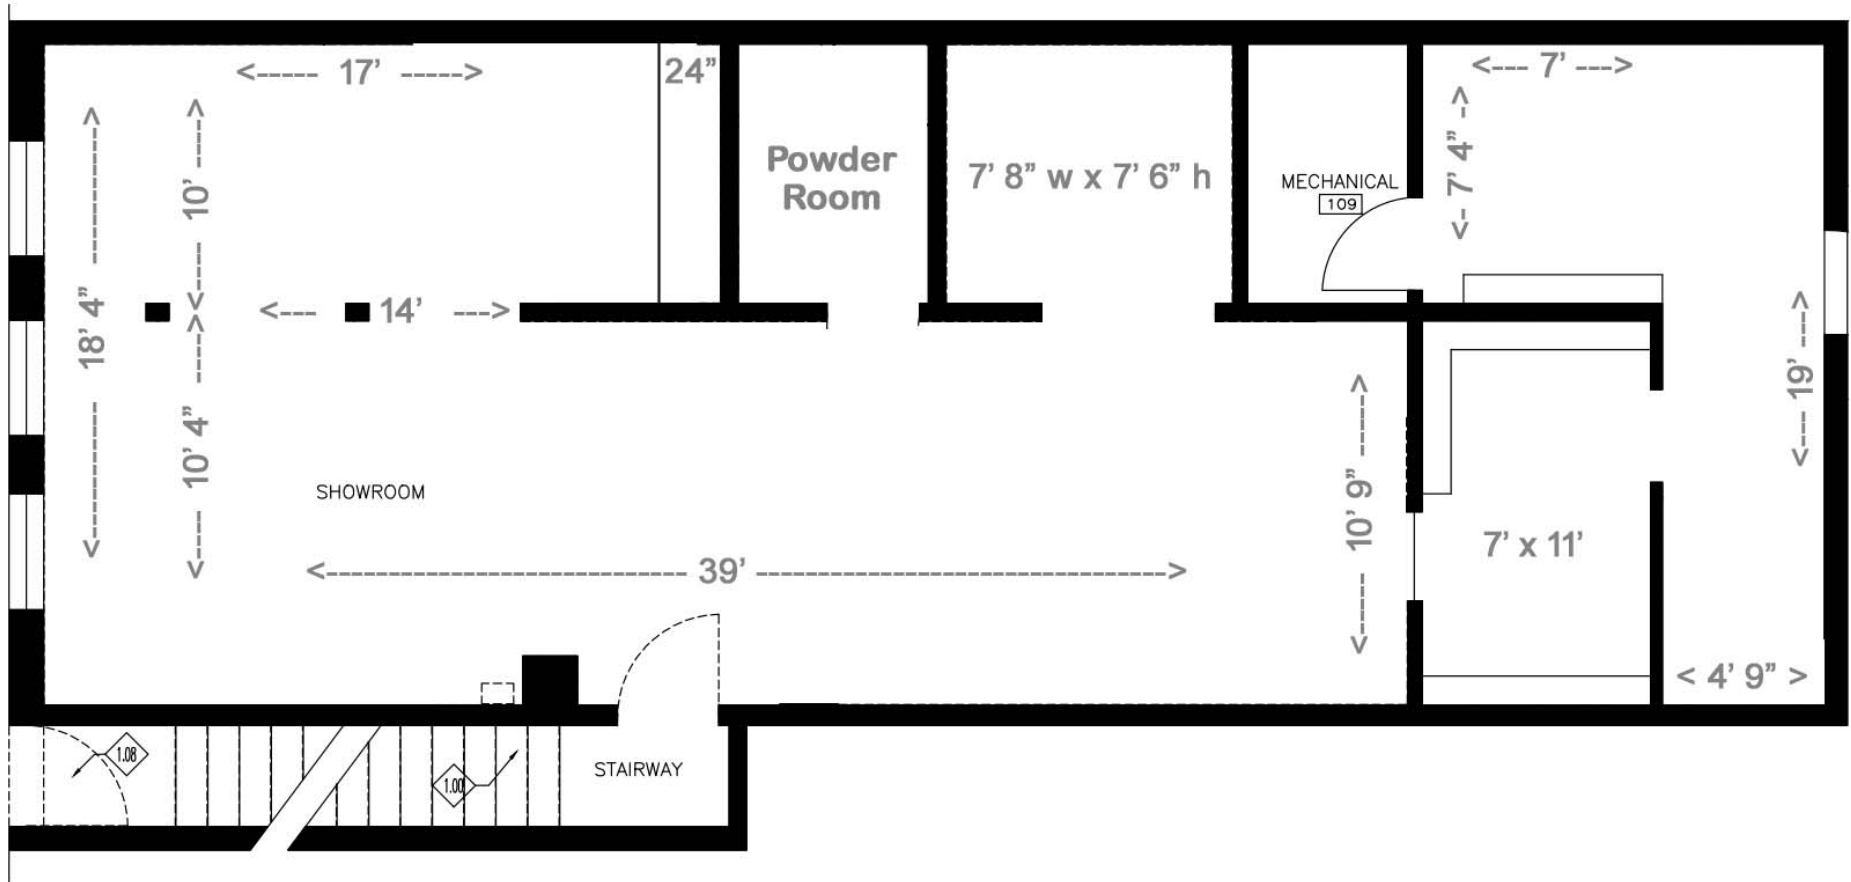 <----- 17' ----->
24”
<--- 7' --->
<----- 10' ----->
<- 7' 4” ->
Powder
Room
7' 8” w x 7' 6” h
MECHANICAL
109
<---------- 18' 4” ---------->
<--- 14' --->
<---- 10' 4” ---->
<---- 19' ---->
SHOWROOM
<----- 10' 9” ----->
7' x 11'
<-------------------------- 39' ----------------------------->
< 4' 9” >
1.08
1.00
STAIRWAY